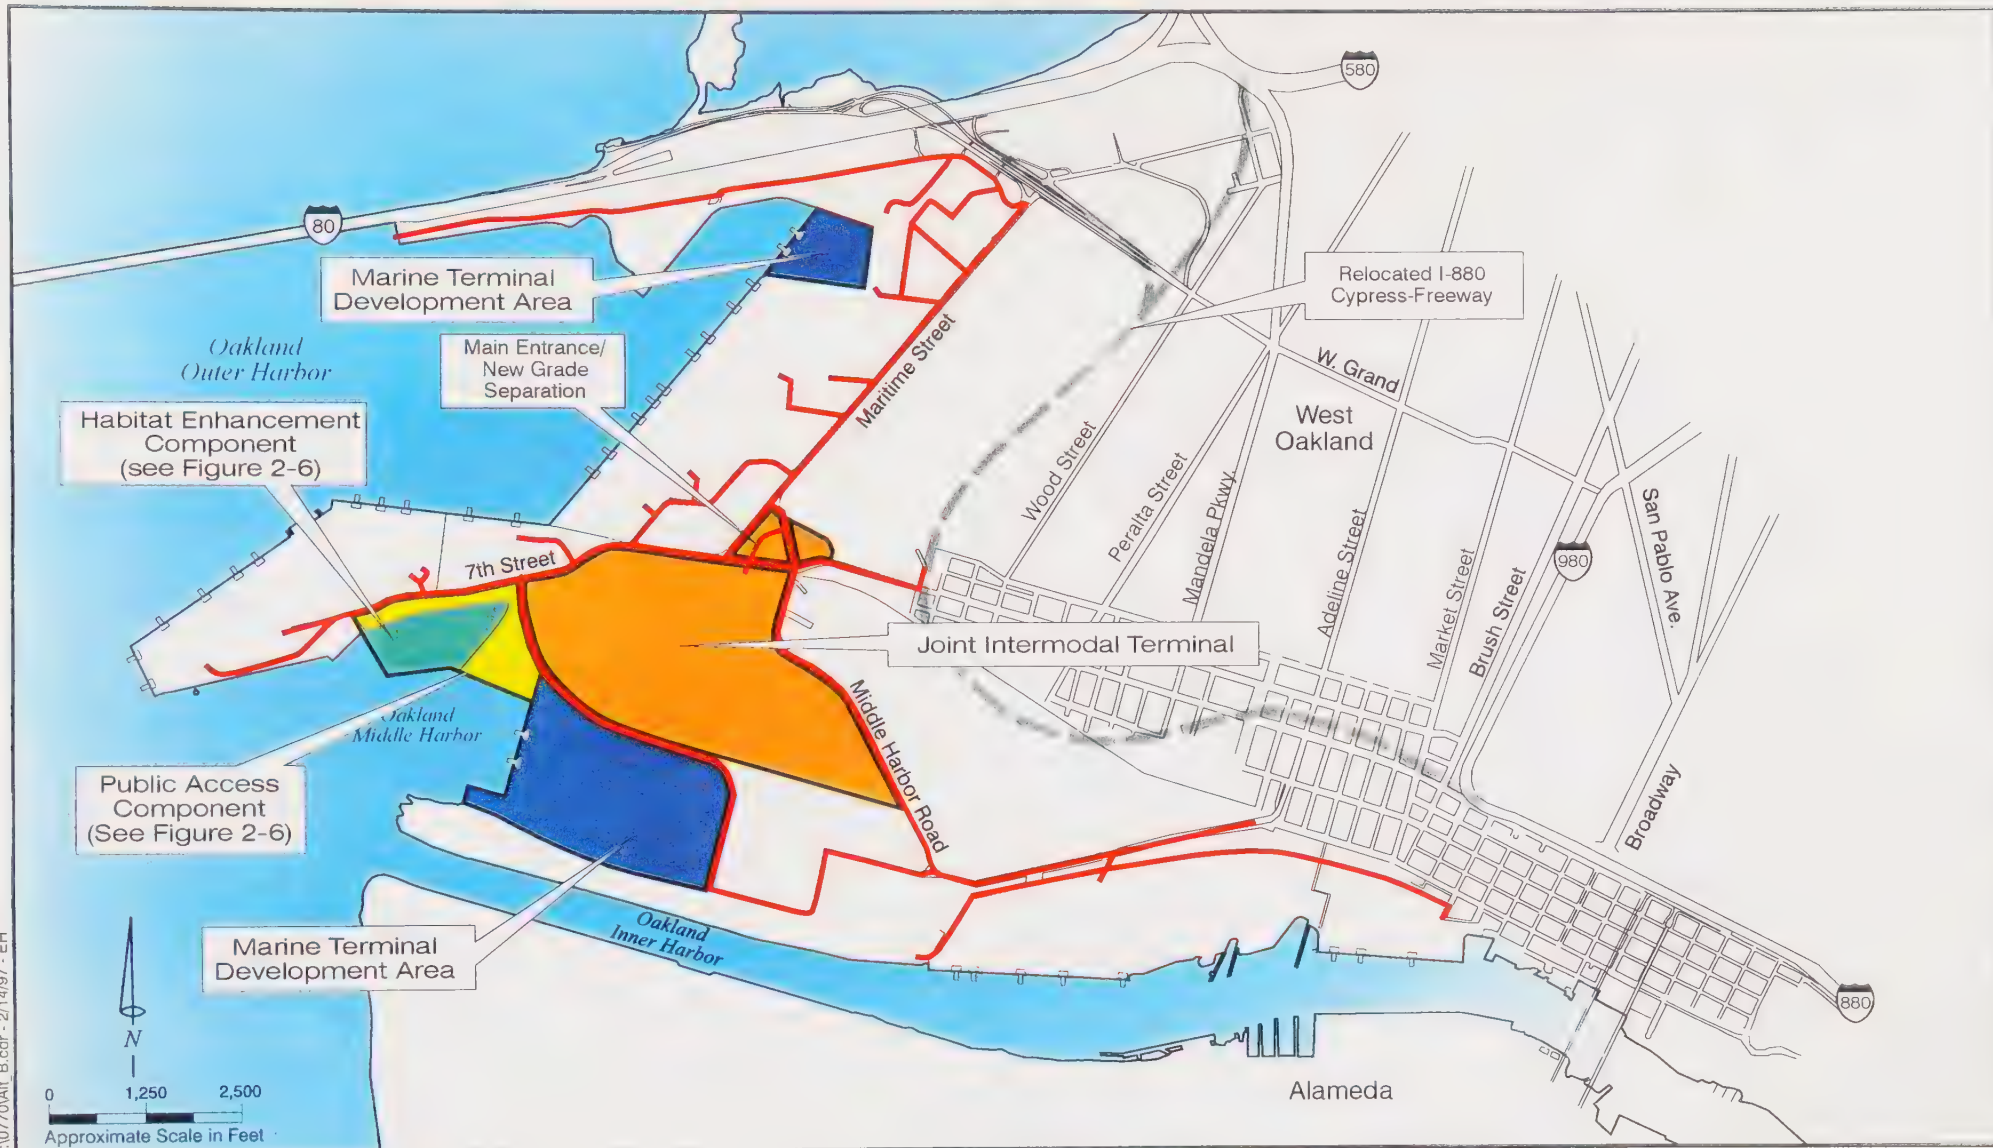 580
80
Marine Terminal
Development Area
Relocated I-880
Cypress-Freeway
Oakland
Outer Harbor
Main Entrance/
New Grade
Separation
Maritime Street
W. Grand
West
Oakland
Habitat Enhancement
Component
(see Figure 2-6)
Wood Street
Peralta Street
Mandela Pkwy.
Adeline Street
Market Street
Brush Street
980
San Pablo Ave.
7th Street
Joint Intermodal Terminal
Oakland
Middle Harbor
Middle Harbor Road
Public Access
Component
(See Figure 2-6)
Broadway
Oakland
Inner Harbor
Marine Terminal
Development Area
880
N
Alameda
0 1,250 2,500
Approximate Scale in Feet